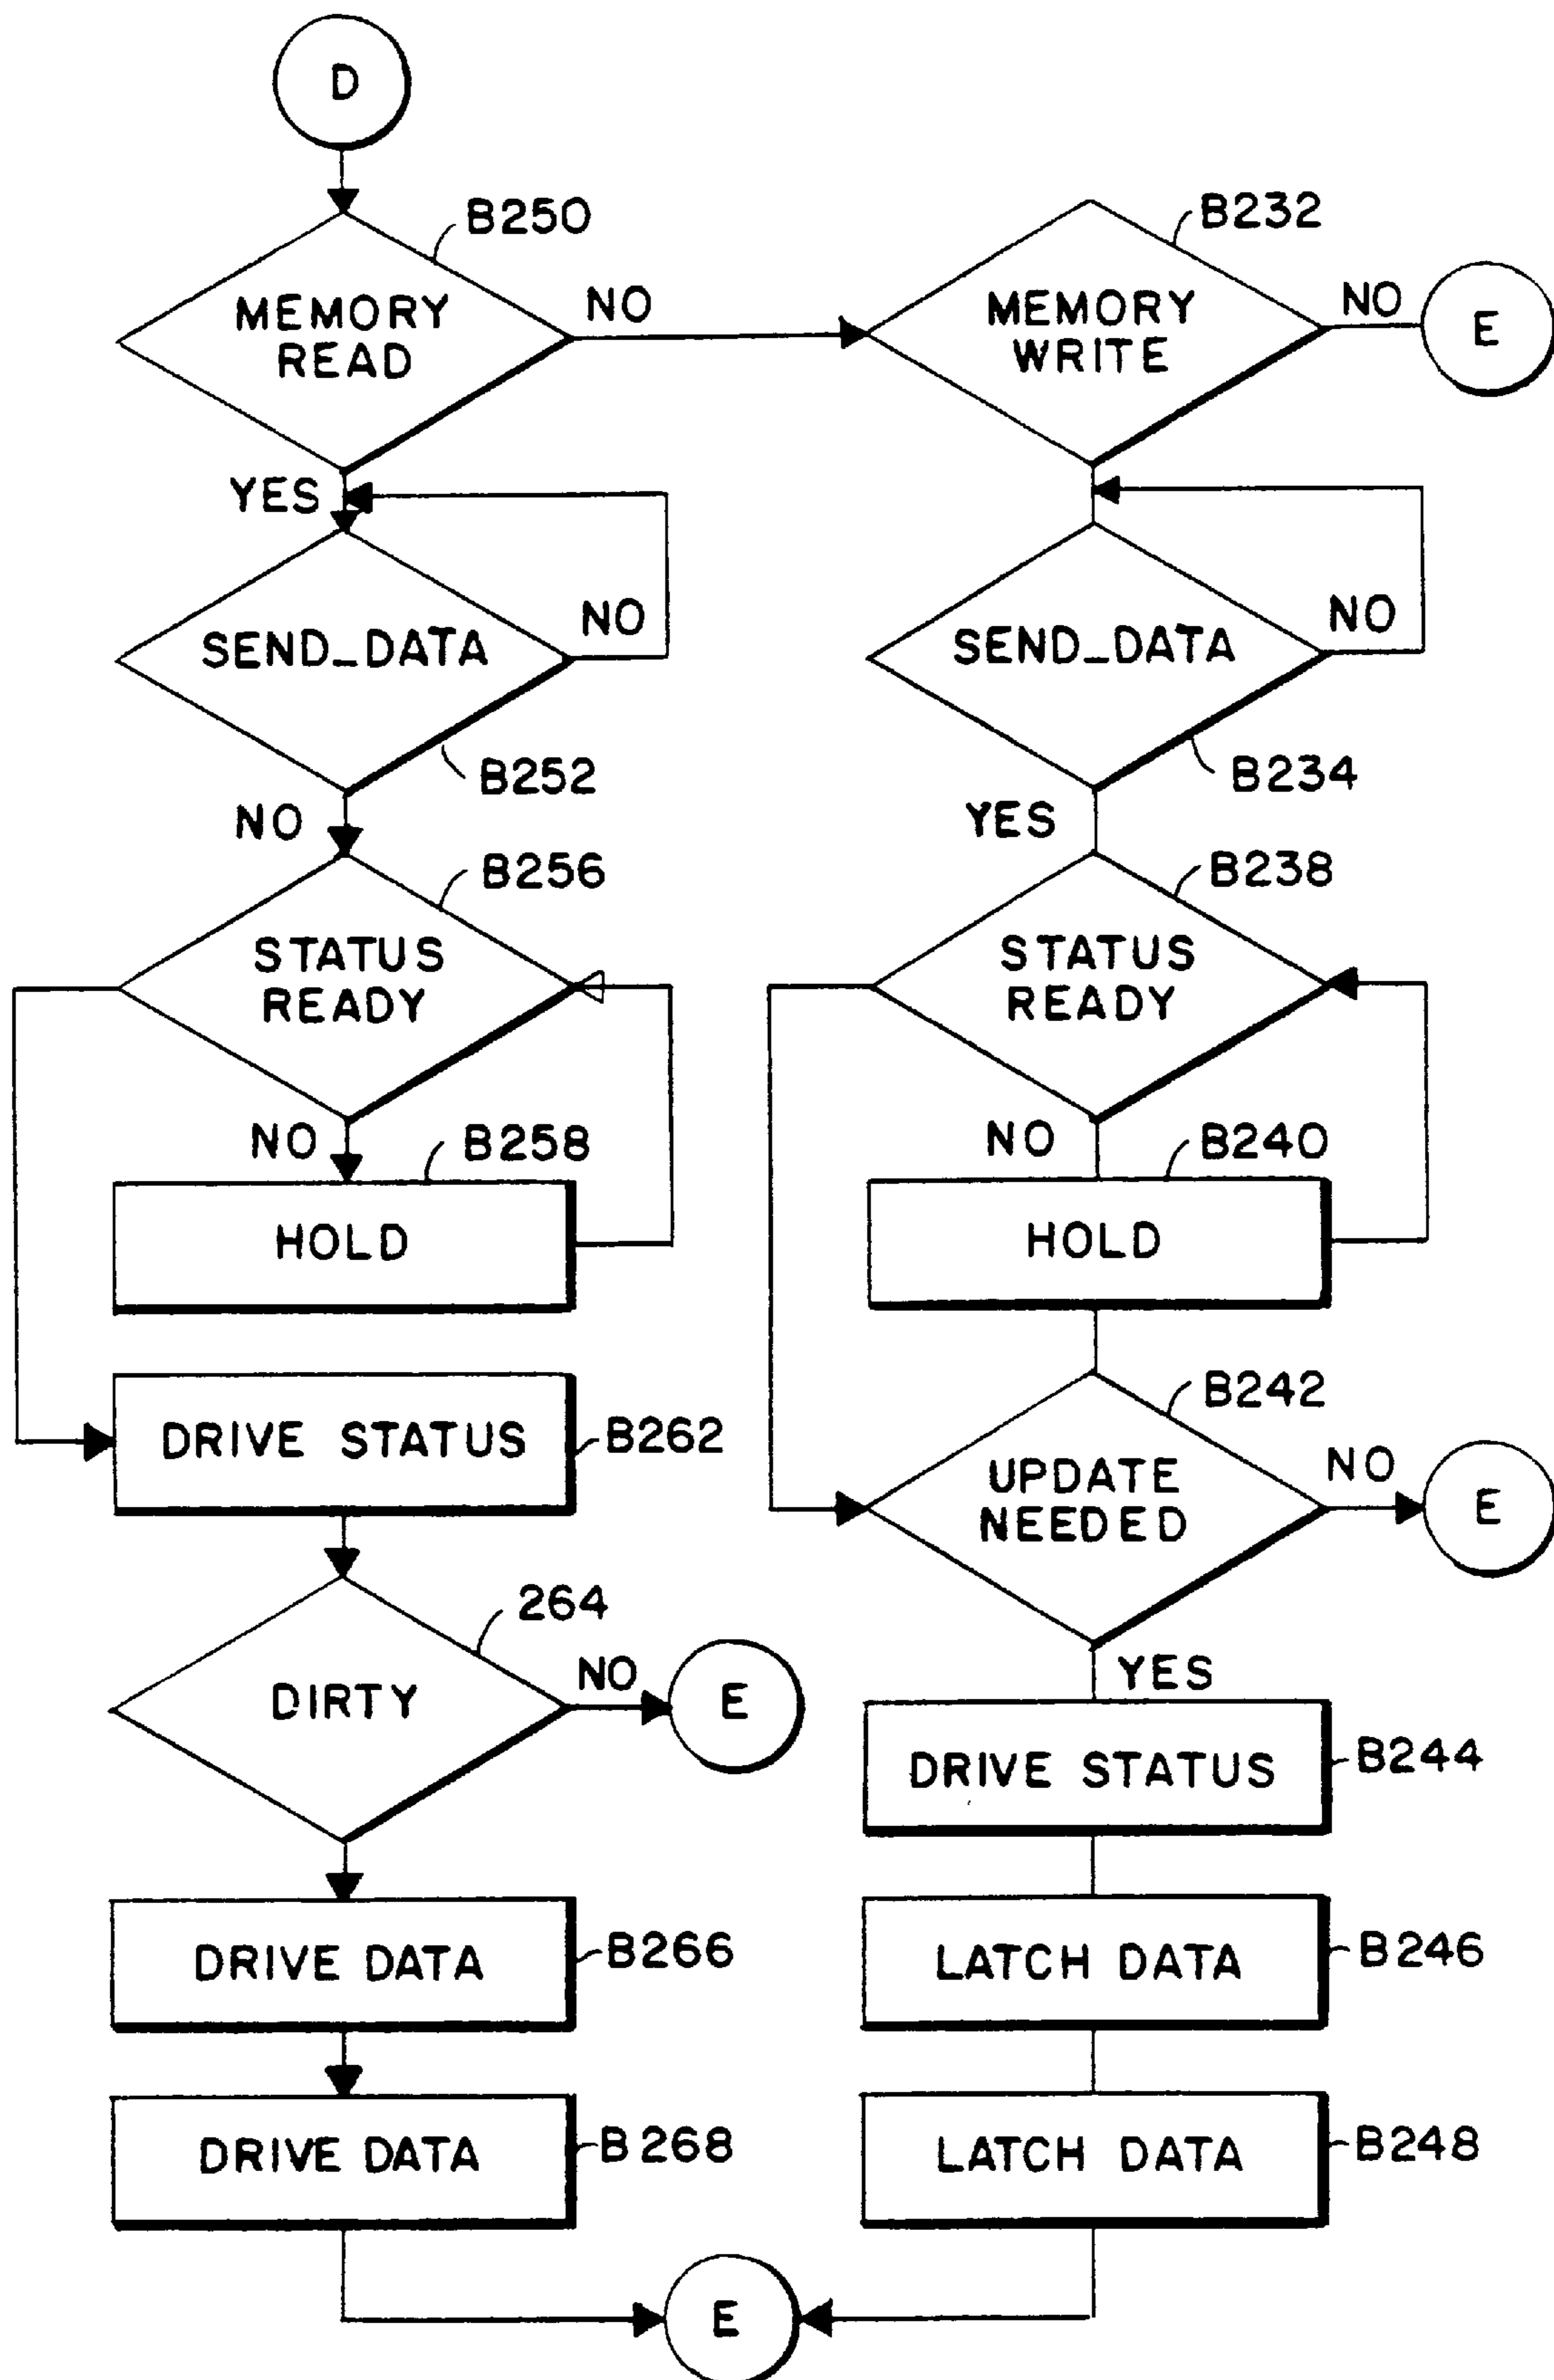 D
B250
MEMORY
READ
NO
B232
MEMORY
WRITE
NO
E
YES
SEND_DATA
NO
B252
SEND_DATA
NO
B234
NO
YES
B256
STATUS
READY
B238
STATUS
READY
NO
B258
HOLD
NO
B240
HOLD
DRIVE STATUS
B262
B242
UPDATE
NEEDED
NO
E
264
DIRTY
NO
E
YES
DRIVE STATUS
B244
DRIVE DATA
B266
LATCH DATA
B246
DRIVE DATA
B268
LATCH DATA
B248
E